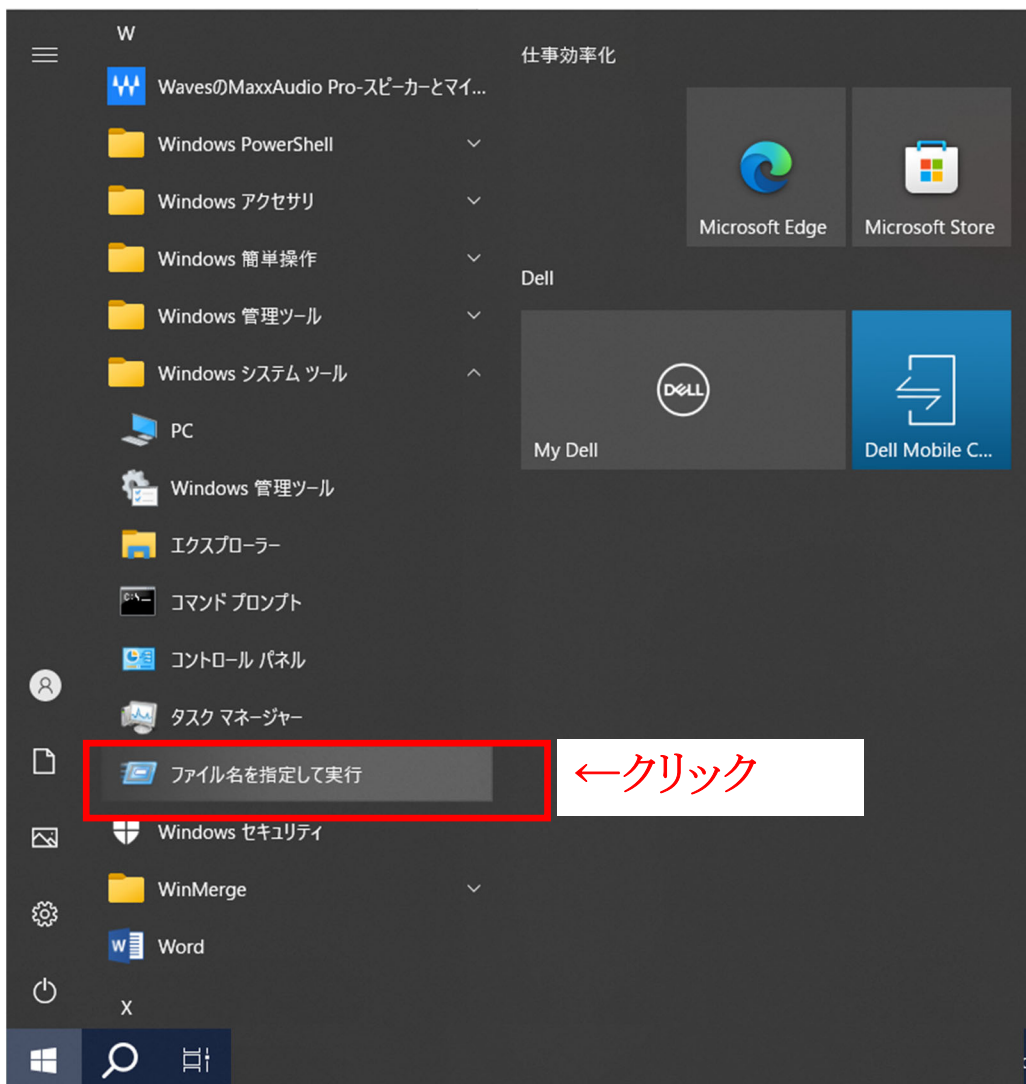 W
WavesのMaxxAudio Pro-スピーカーとマイ...
Windows PowerShell
Windows アクセサリ
Windows 簡単操作
Windows 管理ツール
Windows システム ツール
PC
Windows 管理ツール
エクスプローラー
C:\_
コマンド プロンプト
コントロール パネル
タスク マネージャー
ファイル名を指定して実行
←クリック
Windows セキュリティ
WinMerge
W
Word
X
仕事効率化
Microsoft Edge
Microsoft Store
Dell
DELL
My Dell
Dell Mobile C...